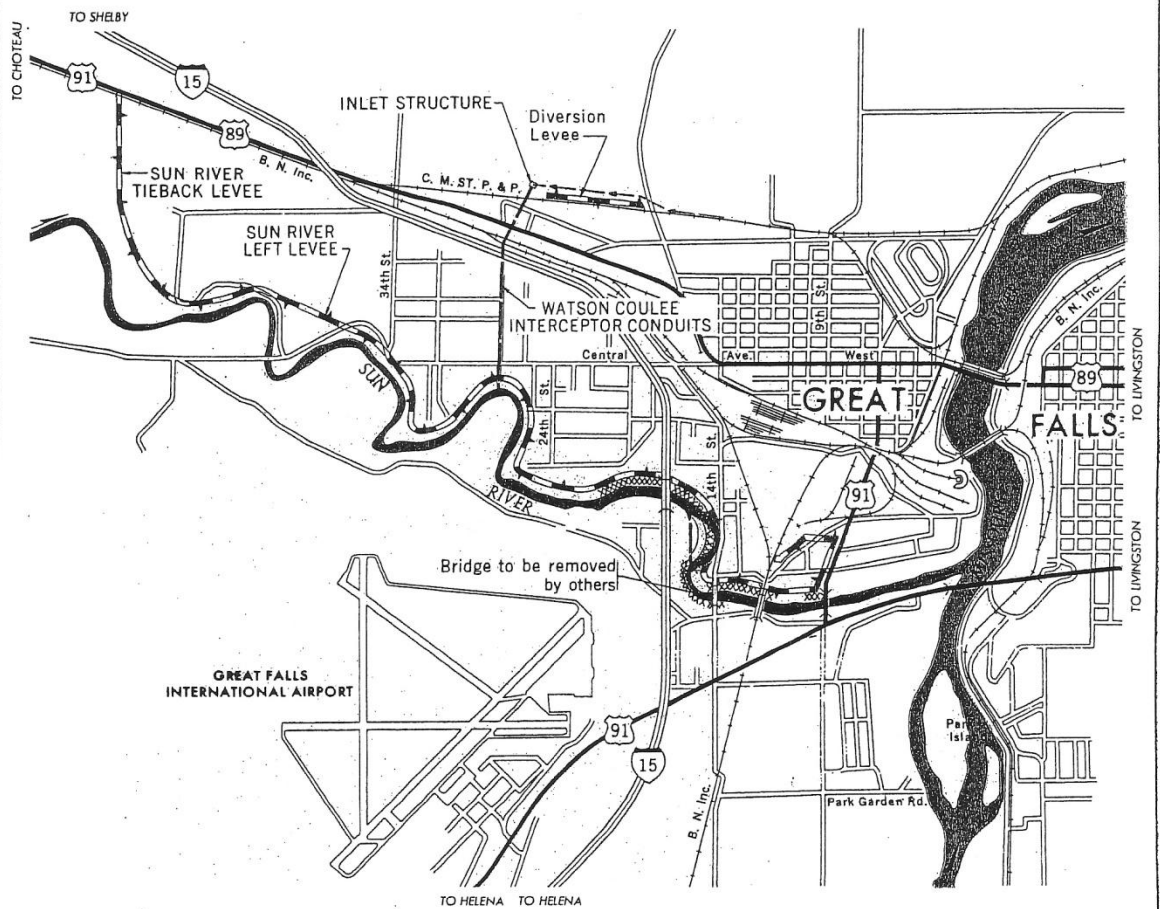 TO SHELBY
TO CHOTEAU
91
15
INLET STRUCTURE
Diversion
Levee
89
B. N. Inc.
C. M. ST. P. & P.
SUN RIVER
TIEBACK LEVEE
SUN RIVER
LEFT LEVEE
34th St.
WATSON COULEE
INTERCEPTOR CONDUITS
9th St.
B. N. Inc.
Central Ave. West
89
TO LIVINGSTON
SUN
24th St.
GREAT
FALLS
14th St.
91
RIVER
Bridge to be removed
by others
TO LIVINGSTON
GREAT FALLS
INTERNATIONAL AIRPORT
91
15
B. N. Inc.
Island
Park Garden Rd.
TO HELENA TO HELENA